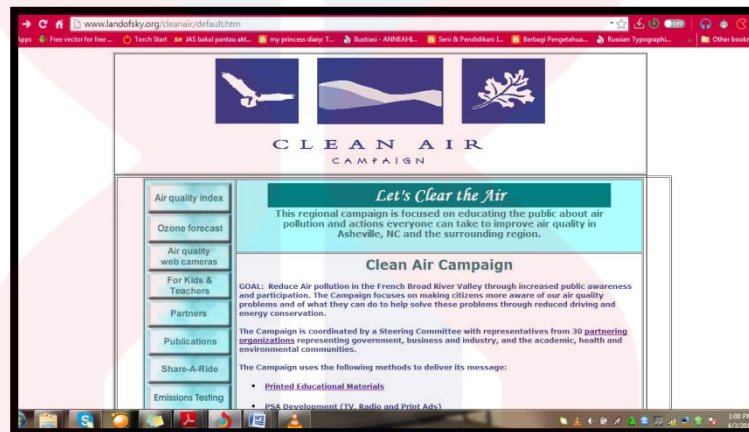 www.landofsky.org/cleanair/default.htm
OFF
Apps Free vector for free ... Torch Start JAS bakal pantau akt... my princess diary: T... Ilustrasi - ANNEAHI... Seni & Pendidikan: I... Berbagi Pengetahua... Russian Typographi... » Other bookm
CLEAN AIR
CAMPAIGN
Air quality index
Ozone forecast
Air quality
web cameras
For Kids &
Teachers
Partners
Publications
Share-A-Ride
Emissions Testing
Let's Clear the Air
This regional campaign is focused on educating the public about air
pollution and actions everyone can take to improve air quality in
Asheville, NC and the surrounding region.
Clean Air Campaign
GOAL: Reduce Air pollution in the French Broad River Valley through increased public awareness
and participation. The Campaign focuses on making citizens more aware of our air quality
problems and of what they can do to help solve these problems through reduced driving and
energy conservation.
The Campaign is coordinated by a Steering Committee with representatives from 30 partnering
organizations representing government, business and industry, and the academic, health and
environmental communities.
The Campaign uses the following methods to deliver its message:
• Printed Educational Materials
• PSA Development (TV, Radio and Print Ads)
1:00 PM